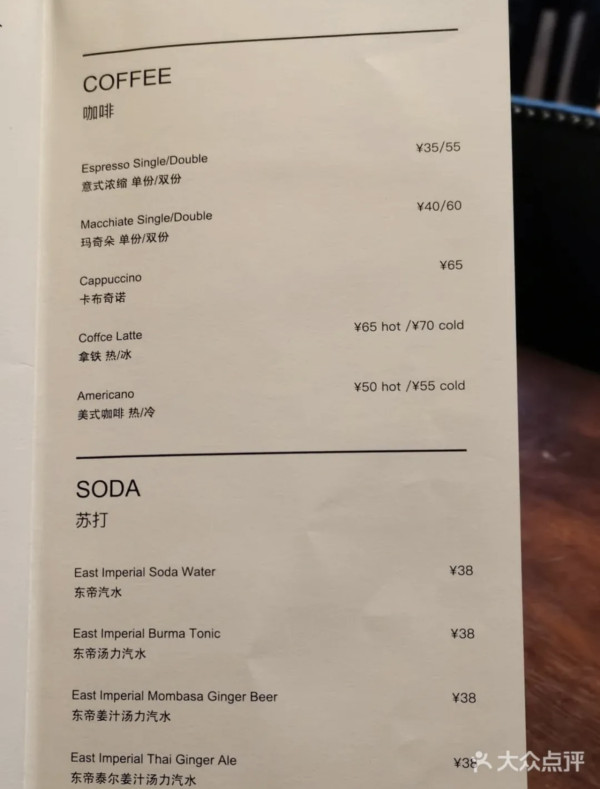 COFFEE
咖啡
Espresso Single/Double ¥35/55
意式浓缩 单份/双份
Macchiate Single/Double ¥40/60
玛奇朵 单份/双份
Cappuccino ¥65
卡布奇诺
Coffce Latte ¥65 hot /¥70 cold
拿铁 热/冰
Americano ¥50 hot /¥55 cold
美式咖啡 热/冷
SODA
苏打
East Imperial Soda Water ¥38
东帝汽水
East Imperial Burma Tonic ¥38
东帝汤力汽水
East Imperial Mombasa Ginger Beer ¥38
东帝姜汁汤力汽水
East Imperial Thai Ginger Ale ¥38
东帝泰尔姜汁汤力汽水
大众点评